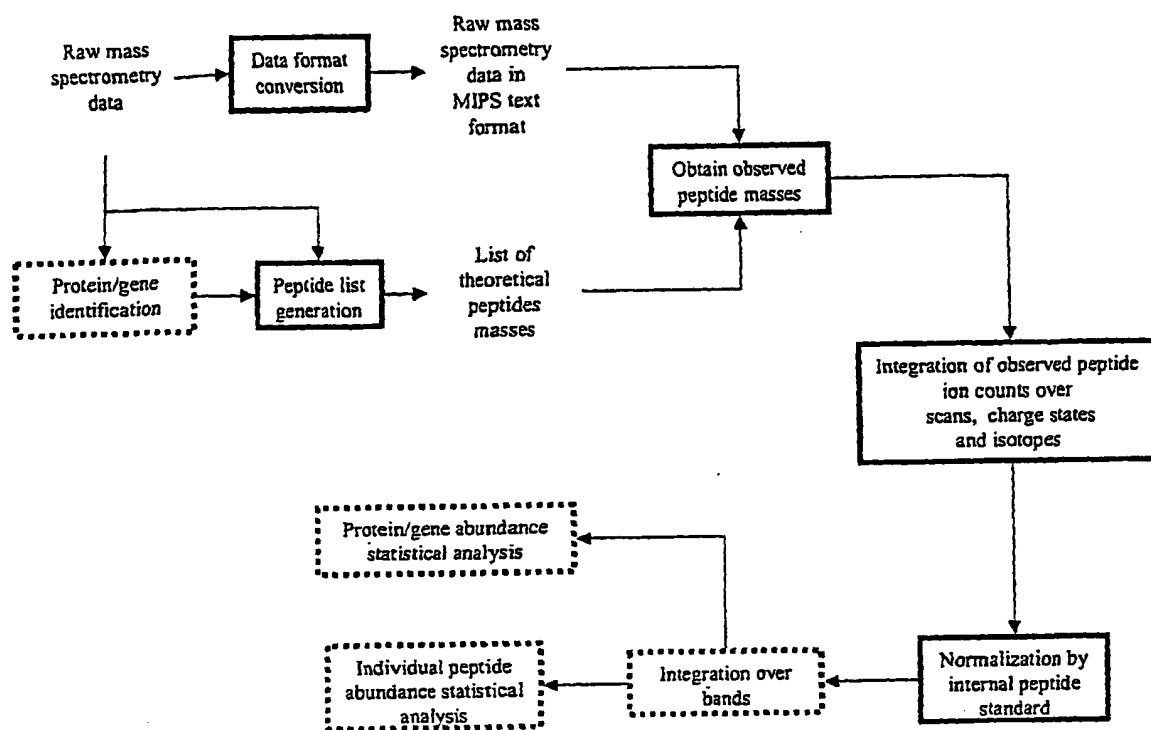 Raw mass
spectrometry
data
Data format
conversion
Raw mass
spectrometry
data in
MIPS text
format
Obtain observed
peptide masses
Protein/gene
identification
Peptide list
generation
List of
theoretical
peptides
masses
Integration of observed peptide
ion counts over
scans, charge states
and isotopes
Protein/gene abundance
statistical analysis
Individual peptide
abundance statistical
analysis
Integration over
bands
Normalization by
internal peptide
standard